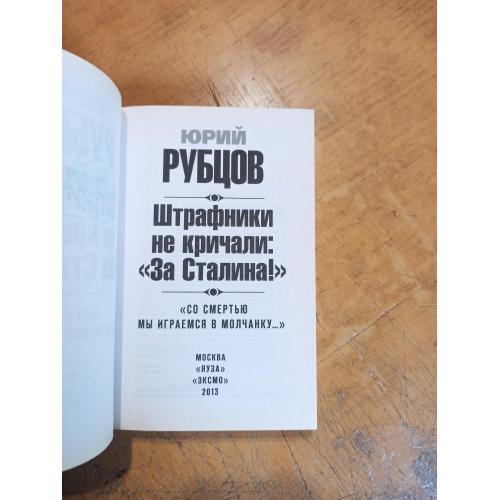 ЮРИЙ
РУБЦОВ
Штрафники
не кричали:
«За Сталина!»
«СО СМЕРТЬЮ
МЫ ИГРАЕМСЯ В МОЛЧАНКУ...»
МОСКВА
«ЯУЗА»
«ЭКСМО»
2013